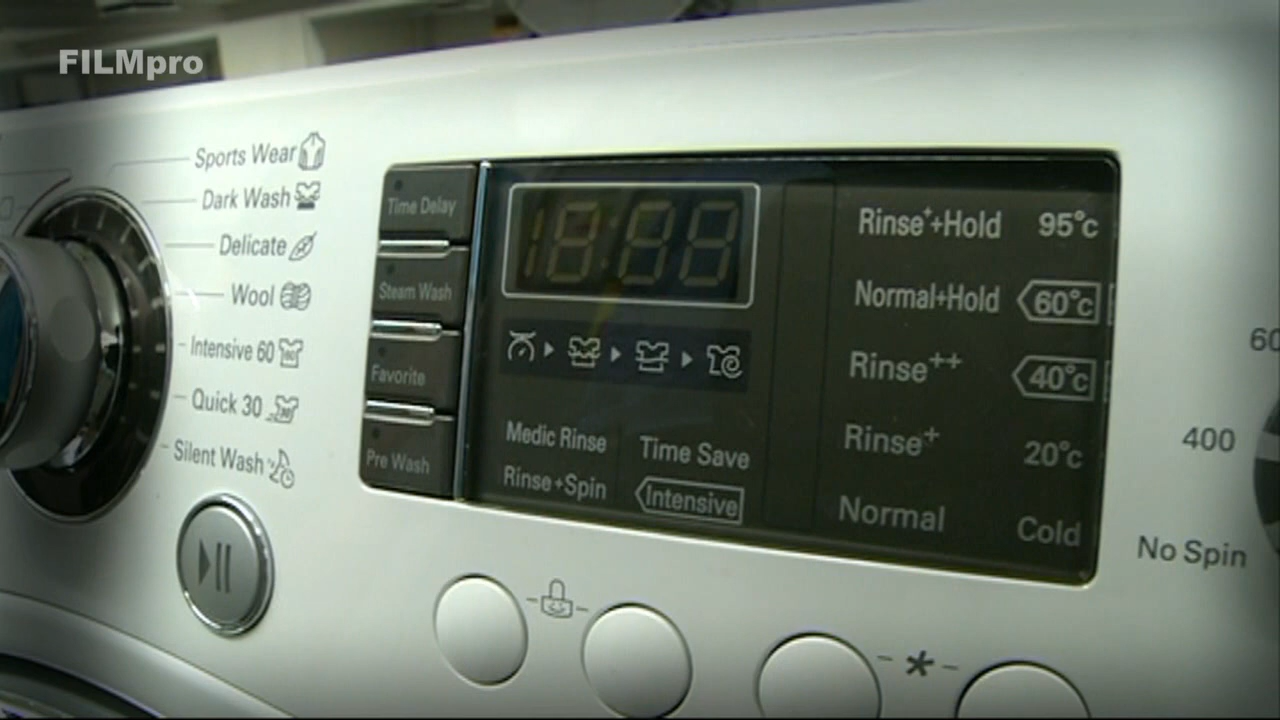 FILMpro
Sports Wear
Dark Wash
Delicate
Wool
Intensive 60
Quick 30
Silent Wash
Time Delay
Steam Wash
Favorite
Pre Wash
18:88
Medic Rinse
Rinse+Spin
Time Save
Intensive
Rinse⁺+Hold
Normal+Hold
Rinse⁺⁺
Rinse⁺
Normal
95°c
60°c
40°c
20°c
Cold
400
No Spin